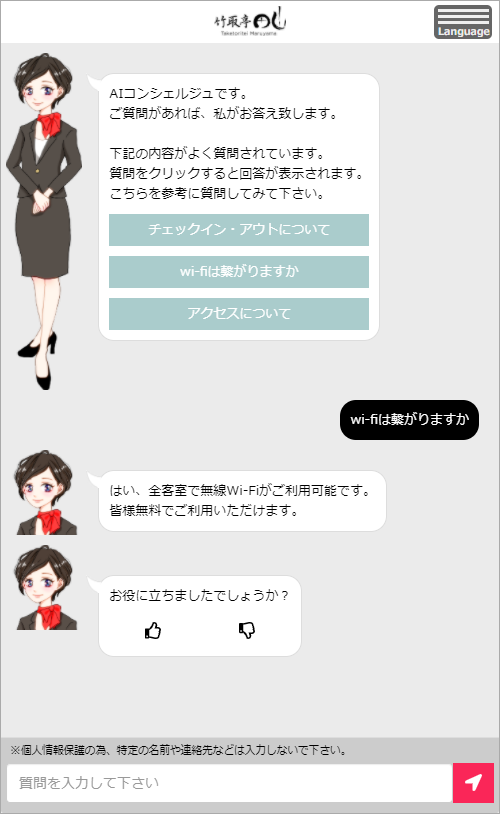 竹取亭円山
Taketoritei Maruyama
Language
AIコンシェルジュです。
ご質問があれば、私がお答え致します。
下記の内容がよく質問されています。
質問をクリックすると回答が表示されます。
こちらを参考に質問してみて下さい。
チェックイン・アウトについて
wi-fiは繋がりますか
アクセスについて
wi-fiは繋がりますか
はい、全客室で無線Wi-Fiがご利用可能です。
皆様無料でご利用いただけます。
お役に立ちましたでしょうか？
※個人情報保護の為、特定の名前や連絡先などは入力しないで下さい。
質問を入力して下さい